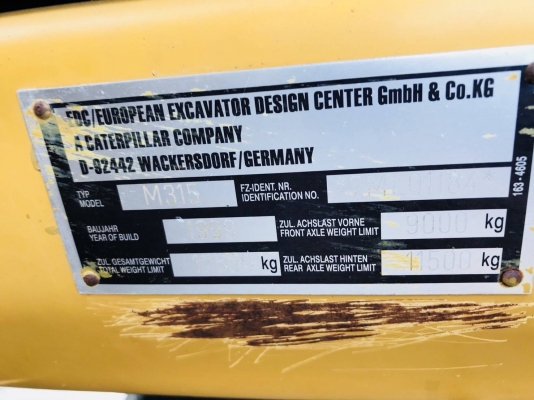 EDC/EUROPEAN EXCAVATOR DESIGN CENTER GmbH & Co.KG
A CATERPILLAR COMPANY
D-92442 WACKERSDORF/GERMANY
TYP
MODEL
M315
FZ-IDENT. NR.
IDENTIFICATION NO.
BAUJAHR
YEAR OF BUILD
ZUL. ACHSLAST VORNE
FRONT AXLE WEIGHT LIMIT
9000 kg
ZUL. GESAMTGEWICHT
TOTAL WEIGHT LIMIT
kg
ZUL. ACHSLAST HINTEN
REAR AXLE WEIGHT LIMIT
11500 kg
163-4605